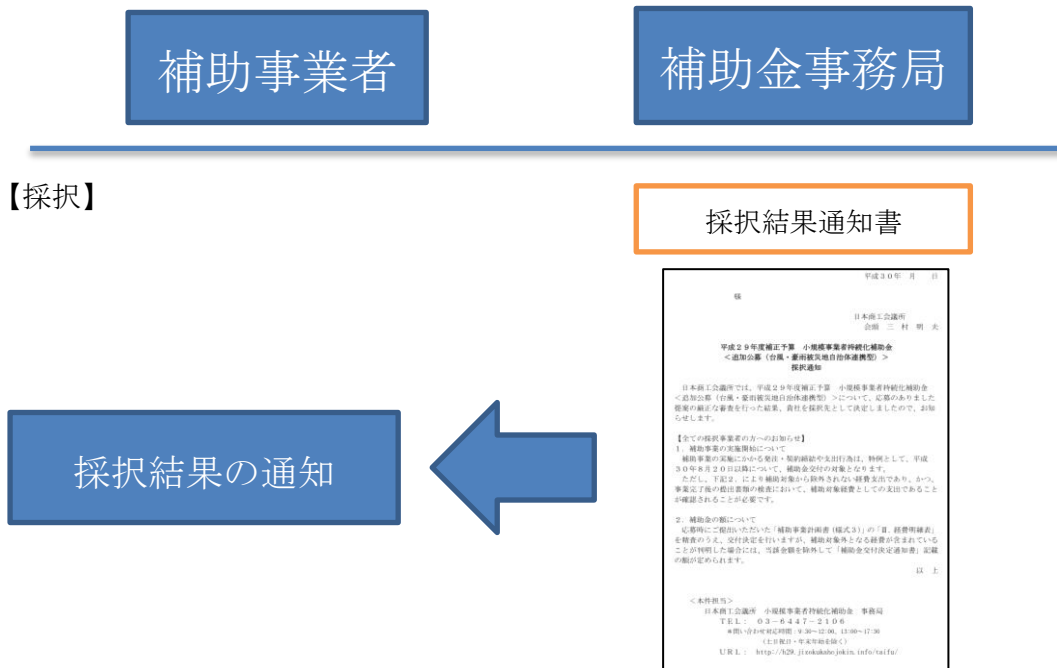 補助事業者
補助金事務局
【採択】
採択結果通知書
平成30年 月 日
様
日本商工会議所
会頭 三 村 明 夫
平成29年度補正予算 小規模事業者持続化補助金
＜追加公募（台風・豪雨被災地自治体連携型）＞
採択通知
日本商工会議所では、平成29年度補正予算 小規模事業者持続化補助金
＜追加公募（台風・豪雨被災地自治体連携型）＞について、応募のありました
提案の厳正な審査を行った結果、貴社を採択先として決定しましたので、お知
らせします。
【全ての採択事業者の方へのお知らせ】
1．補助事業の実施開始について
補助事業の実施にかかる発注・契約締結や支出行為は、特例として、平成
30年8月20日以降について、補助金交付の対象となります。
ただし、下記2．により補助対象から除外されない経費支出であり、かつ、
事業完了後の提出書類の検査において、補助対象経費としての支出であること
が確認されることが必要です。
採択結果の通知
2．補助金の額について
応募時にご提出いただいた「補助事業計画書（様式3）」の「Ⅱ．経費明細表」
を精査のうえ、交付決定を行いますが、補助対象外となる経費が含まれている
ことが判明した場合には、当該金額を除外して「補助金交付決定通知書」記載
の額が定められます。
以 上
＜本件担当＞
日本商工会議所 小規模事業者持続化補助金 事務局
TEL： 03－6447－2106
※問い合わせ対応時間：9:30～12:00、13:00～17:30
（土日祝日・年末年始を除く）
URL： http://h29.jizokukahojokin.info/taifu/